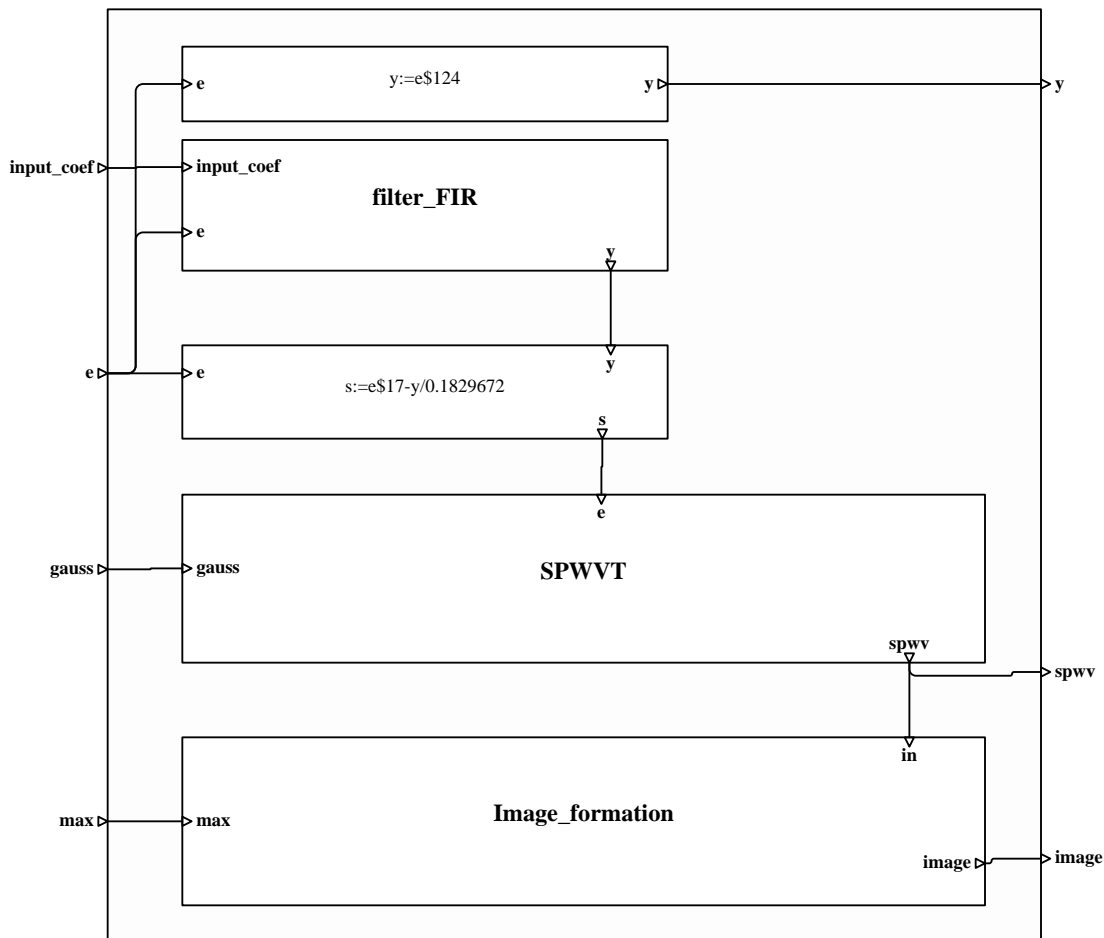 e
y:=e$124
y
y
input_coef
input_coef
filter_FIR
e
y
e
e
y
s:=e$17-y/0.1829672
s
e
gauss
gauss
SPWVT
spwv
spwv
in
max
max
Image_formation
image
image